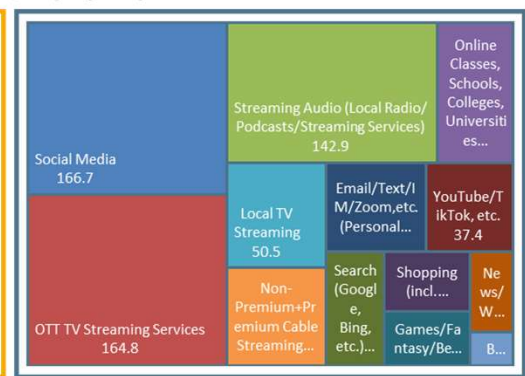 Social Media
166.7
OTT TV Streaming Services
164.8
Streaming Audio (Local Radio/
Podcasts/Streaming Services)
142.9
Online
Classes,
Schools,
Colleges,
Universiti
es...
Local TV
Streaming
50.5
Non-
Premium+Pr
emium Cable
Streaming...
Email/Text/I
M/Zoom,etc.
(Personal...
YouTube/T
ikTok, etc.
37.4
Search
(Googl
e,
Bing,
etc.)...
Shopping
(incl....
Games/Fa
ntasy/Be...
Ne
ws/
W...
B...